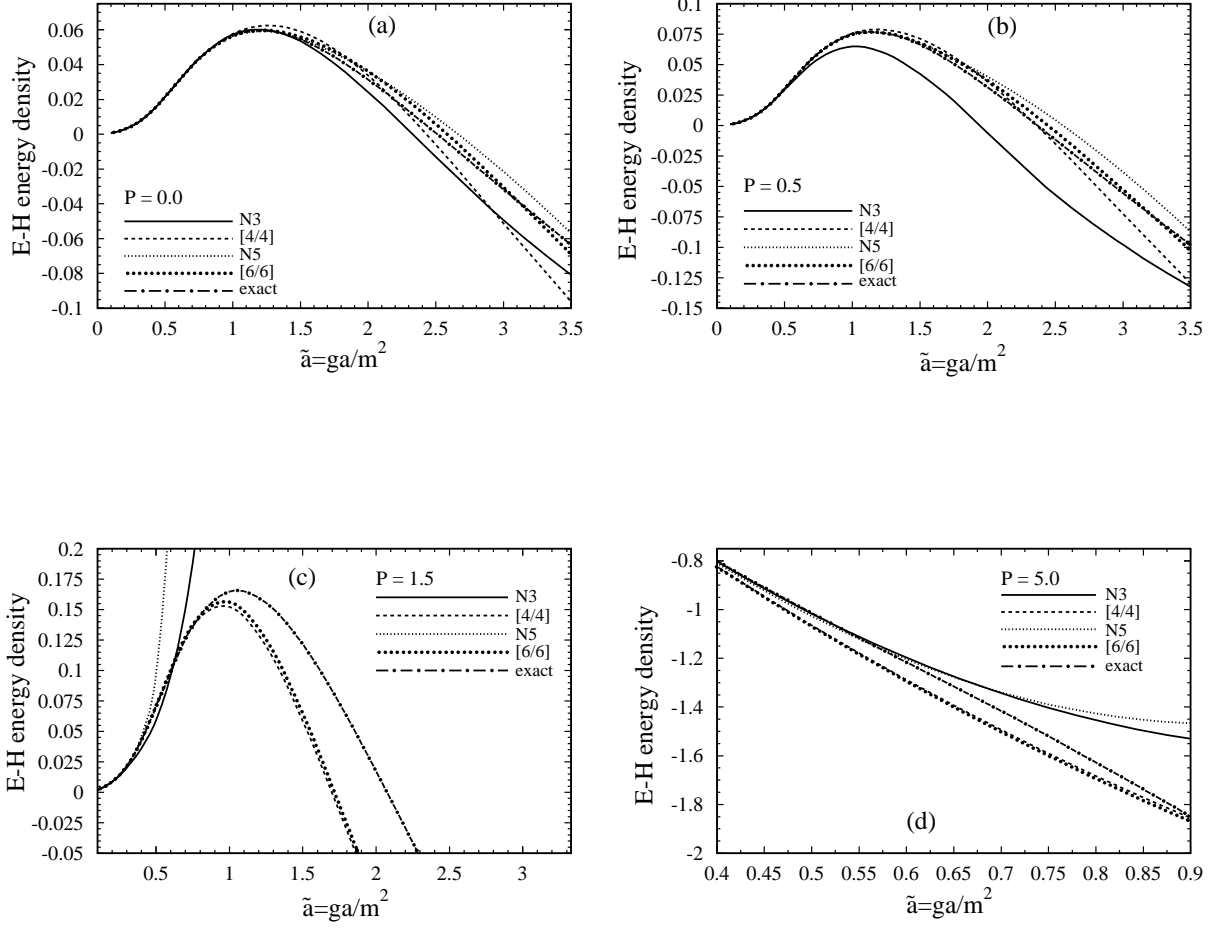 0.06
0.04
0.02
0
-0.02
-0.04
-0.06
-0.08
-0.1
0 0.5 1 1.5 2 2.5 3 3.5
E-H energy density
ã=ga/m²
(a)
P = 0.0
N3
[4/4]
N5
[6/6]
exact
0.1
0.075
0.05
0.025
0
-0.025
-0.05
-0.075
-0.1
-0.125
-0.15
0 0.5 1 1.5 2 2.5 3 3.5
E-H energy density
ã=ga/m²
(b)
P = 0.5
N3
[4/4]
N5
[6/6]
exact
0.2
0.175
0.15
0.125
0.1
0.075
0.05
0.025
0
-0.025
-0.05
0.5 1 1.5 2 2.5 3
E-H energy density
ã=ga/m²
(c)
P = 1.5
N3
[4/4]
N5
[6/6]
exact
-0.8
-1
-1.2
-1.4
-1.6
-1.8
-2
0.4 0.45 0.5 0.55 0.6 0.65 0.7 0.75 0.8 0.85 0.9
E-H energy density
ã=ga/m²
(d)
P = 5.0
N3
[4/4]
N5
[6/6]
exact